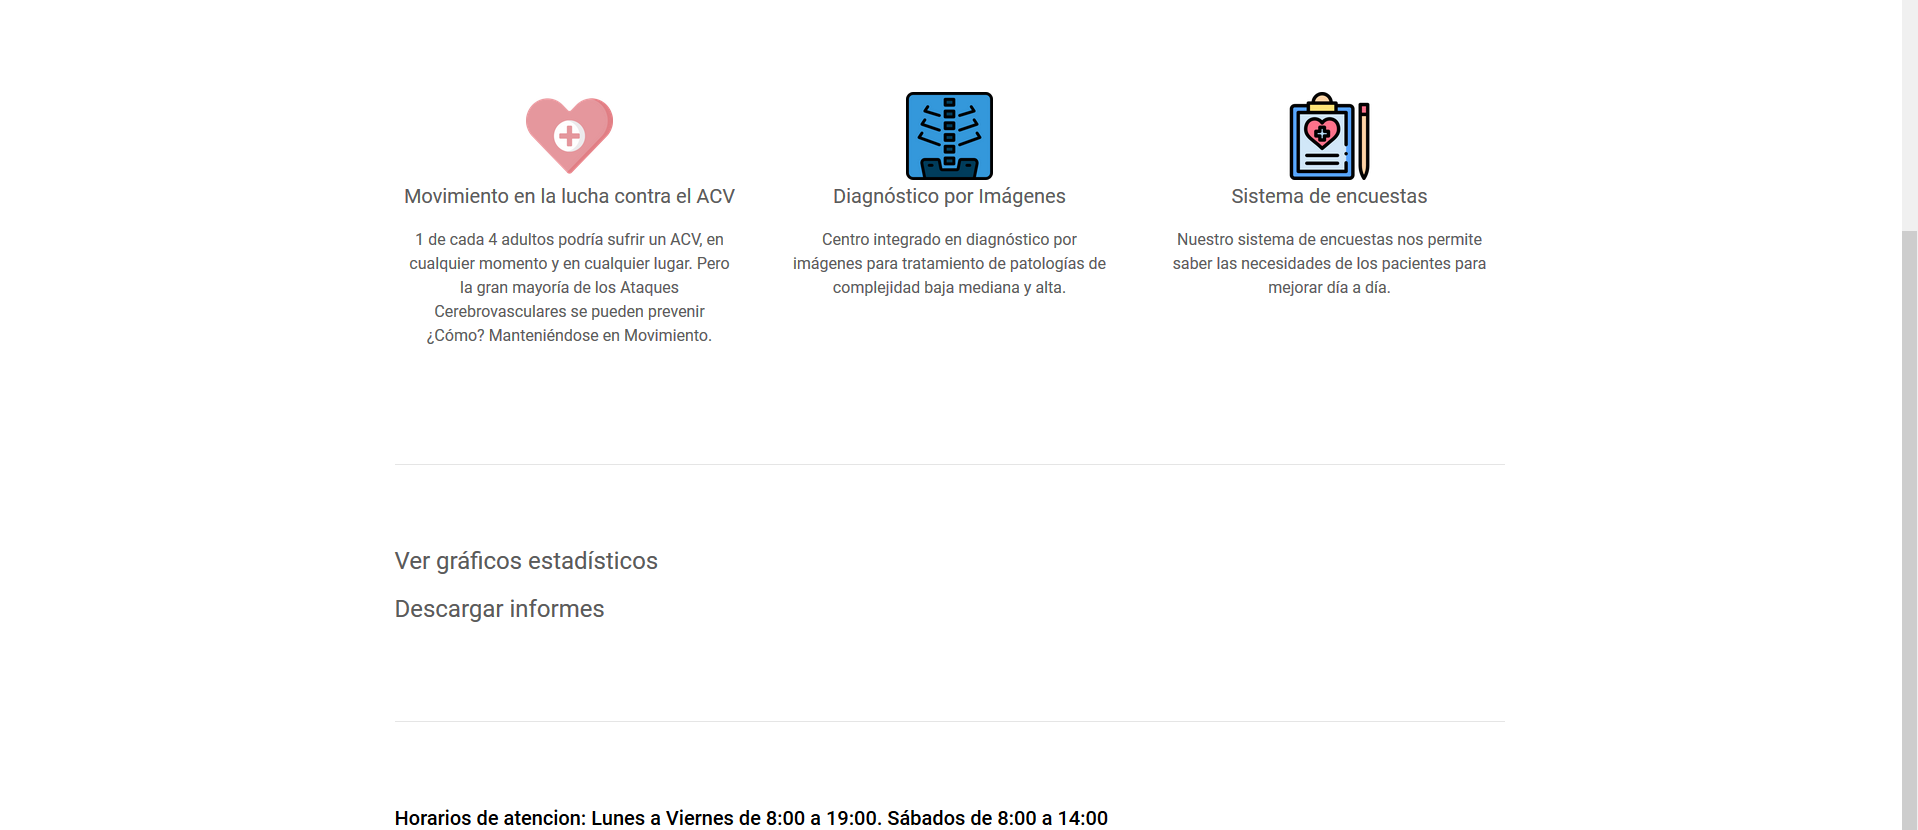 Movimiento en la lucha contra el ACV
1 de cada 4 adultos podría sufrir un ACV, en
cualquier momento y en cualquier lugar. Pero
la gran mayoría de los Ataques
Cerebrovasculares se pueden prevenir
¿Cómo? Manteniéndose en Movimiento.
Diagnóstico por Imágenes
Centro integrado en diagnóstico por
imágenes para tratamiento de patologías de
complejidad baja mediana y alta.
Sistema de encuestas
Nuestro sistema de encuestas nos permite
saber las necesidades de los pacientes para
mejorar día a día.
Ver gráficos estadísticos
Descargar informes
Horarios de atencion: Lunes a Viernes de 8:00 a 19:00. Sábados de 8:00 a 14:00